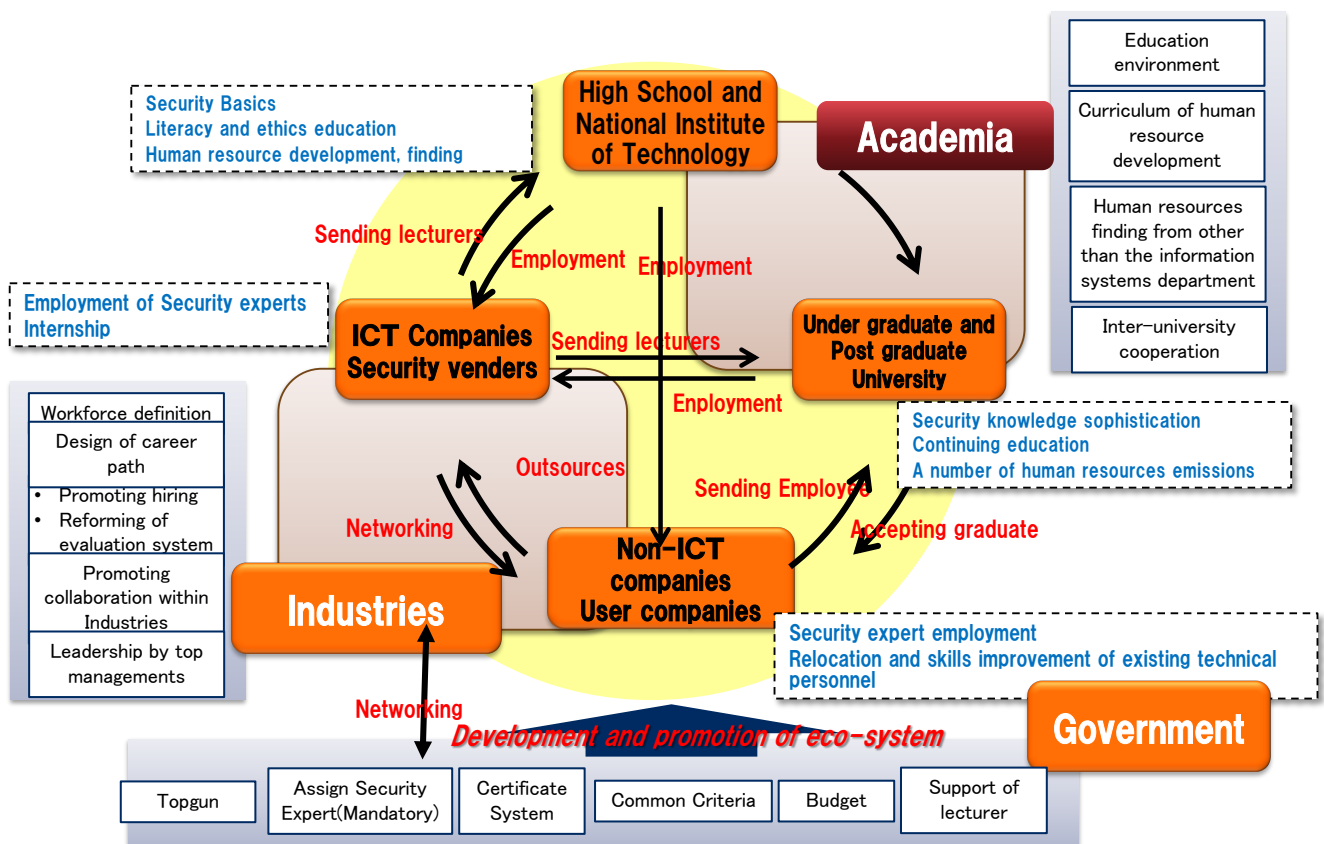 Security Basics
Literacy and ethics education
Human resource development, finding
High School and
National Institute
of Technology
Academia
Education
environment
Curriculum of human
resource
development
Human resources
finding from other
than the information
systems department
Inter-university
cooperation
Sending lecturers
Employment
Employment
Employment of Security experts
Internship
ICT Companies
Security venders
Sending lecturers
Under graduate and
Post graduate
University
Enployment
Workforce definition
Design of career
path
• Promoting hiring
• Reforming of
evaluation system
Promoting
collaboration within
Industries
Leadership by top
managements
Security knowledge sophistication
Continuing education
A number of human resources emissions
Outsources
Networking
Sending Employee
Accepting graduate
Non-ICT
companies
User companies
Industries
Security expert employment
Relocation and skills improvement of existing technical
personnel
Networking
Government
Development and promotion of eco-system
Topgun
Assign Security
Expert(Mandatory)
Certificate
System
Common Criteria
Budget
Support of
lecturer